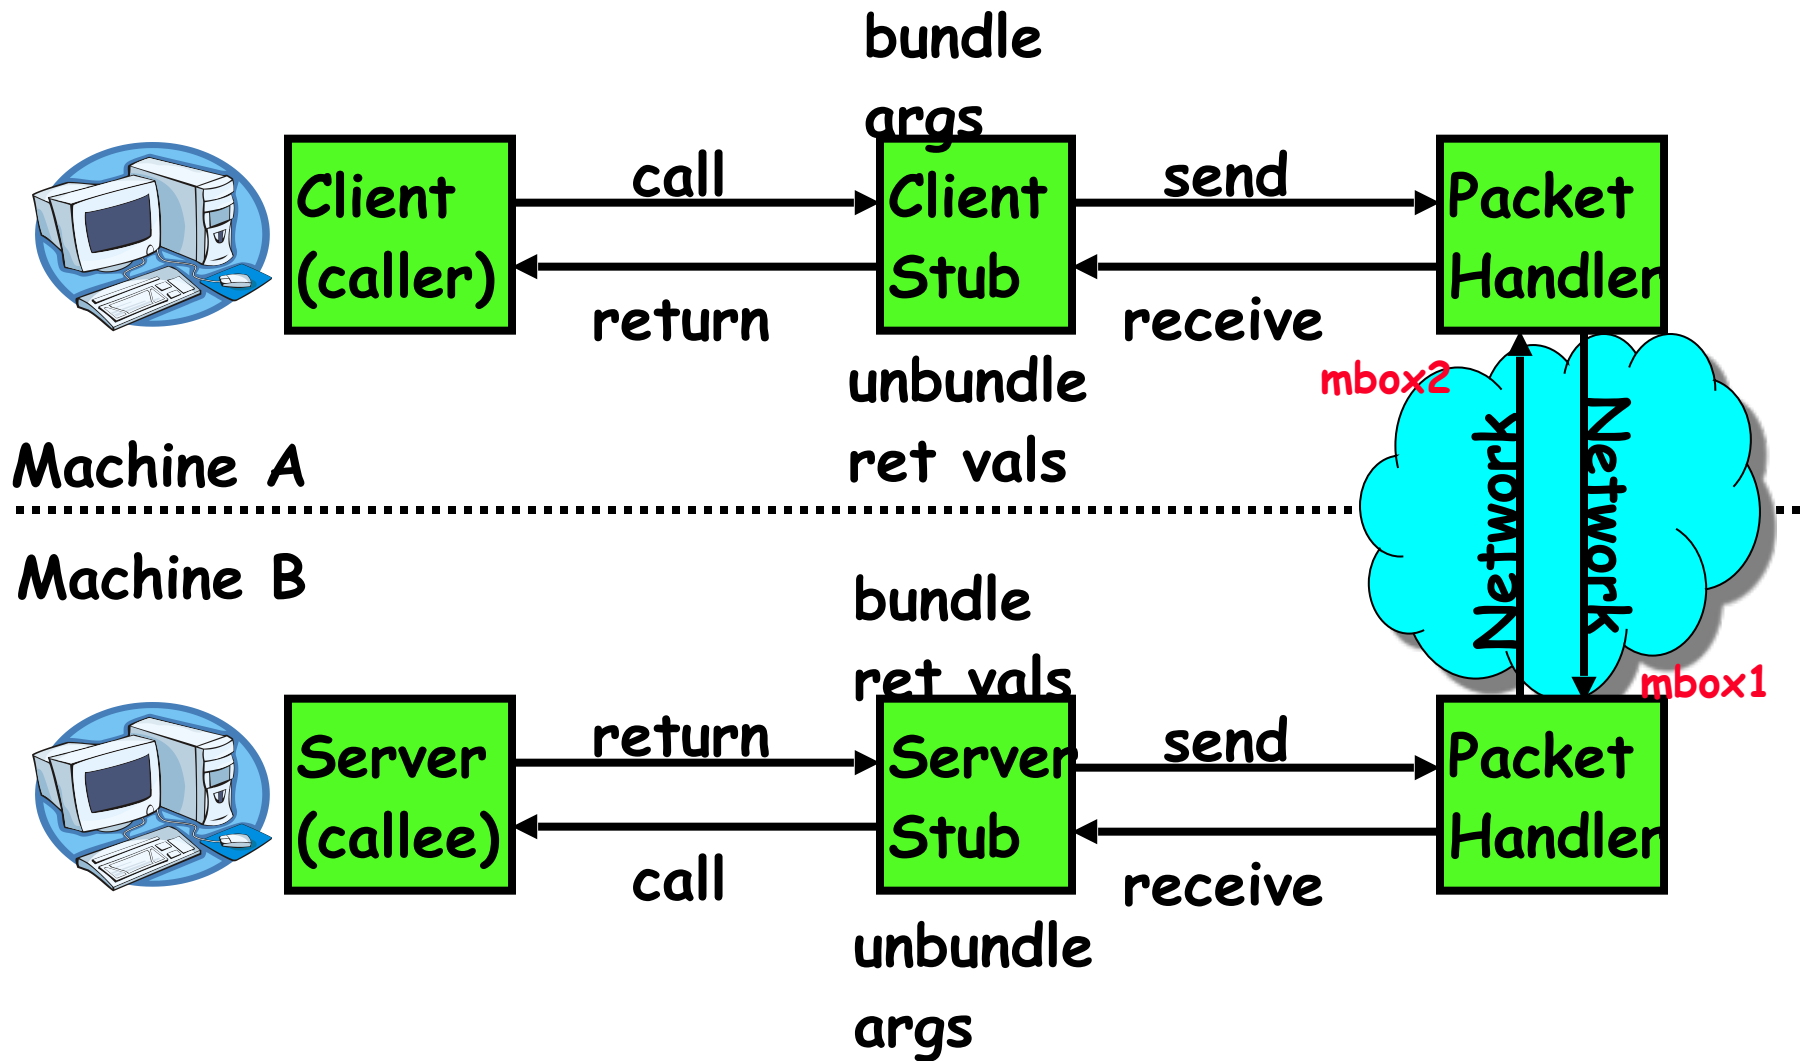 bundle
args
Client
(caller)
call
return
Client
Stub
send
receive
Packet
Handler
unbundle
ret vals
mbox2
Machine A
Network
Network
Machine B
bundle
ret vals
mbox1
Server
(callee)
return
call
Server
Stub
send
receive
Packet
Handler
unbundle
args